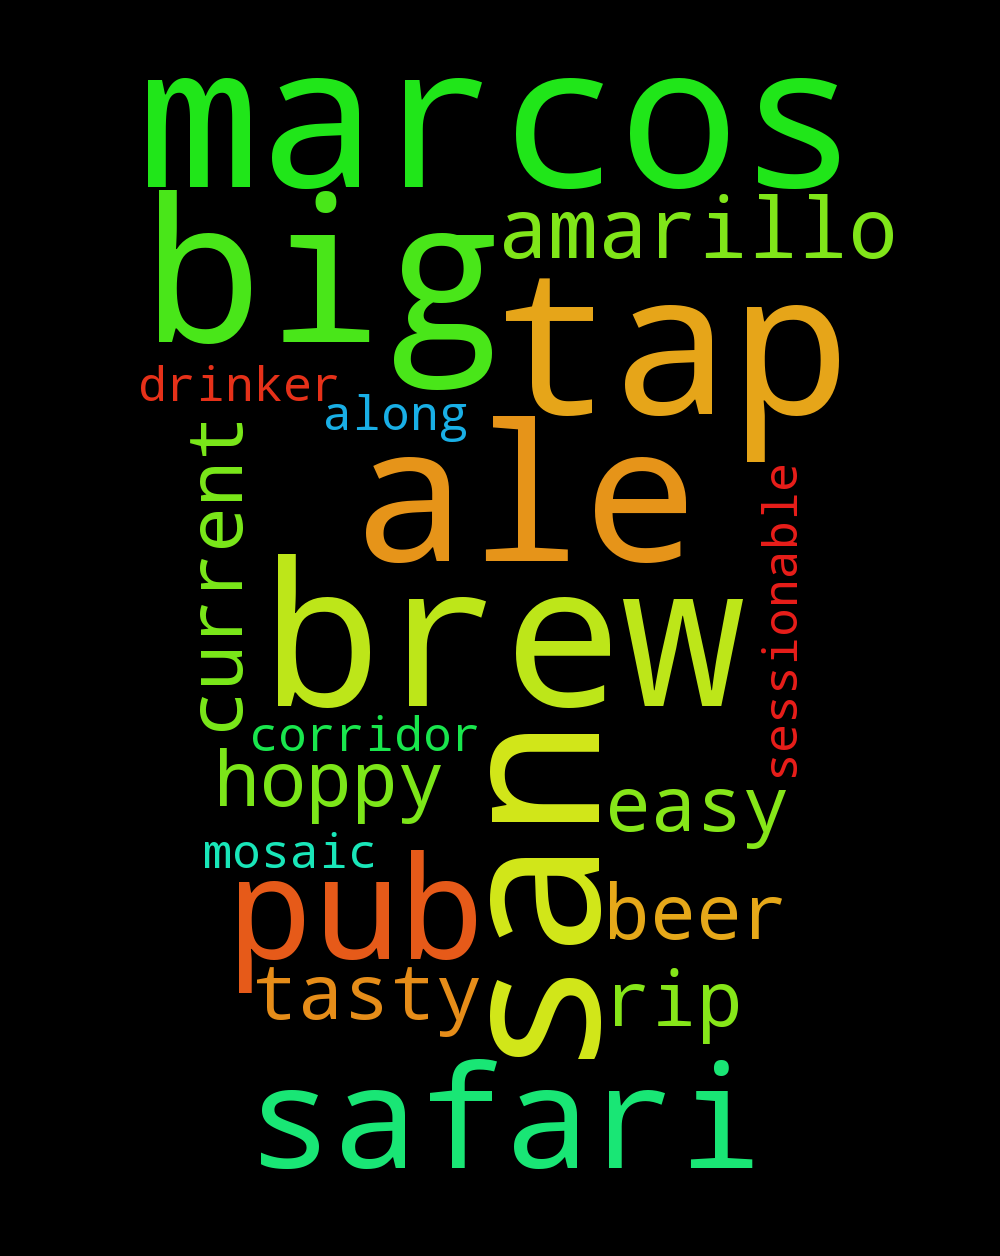 marcos
big
amarillo
tap
drinker
along
ale
current
sessionable
brew
corridor
hoppy
san
easy
mosaic
pub
beer
tasty
rip
safari